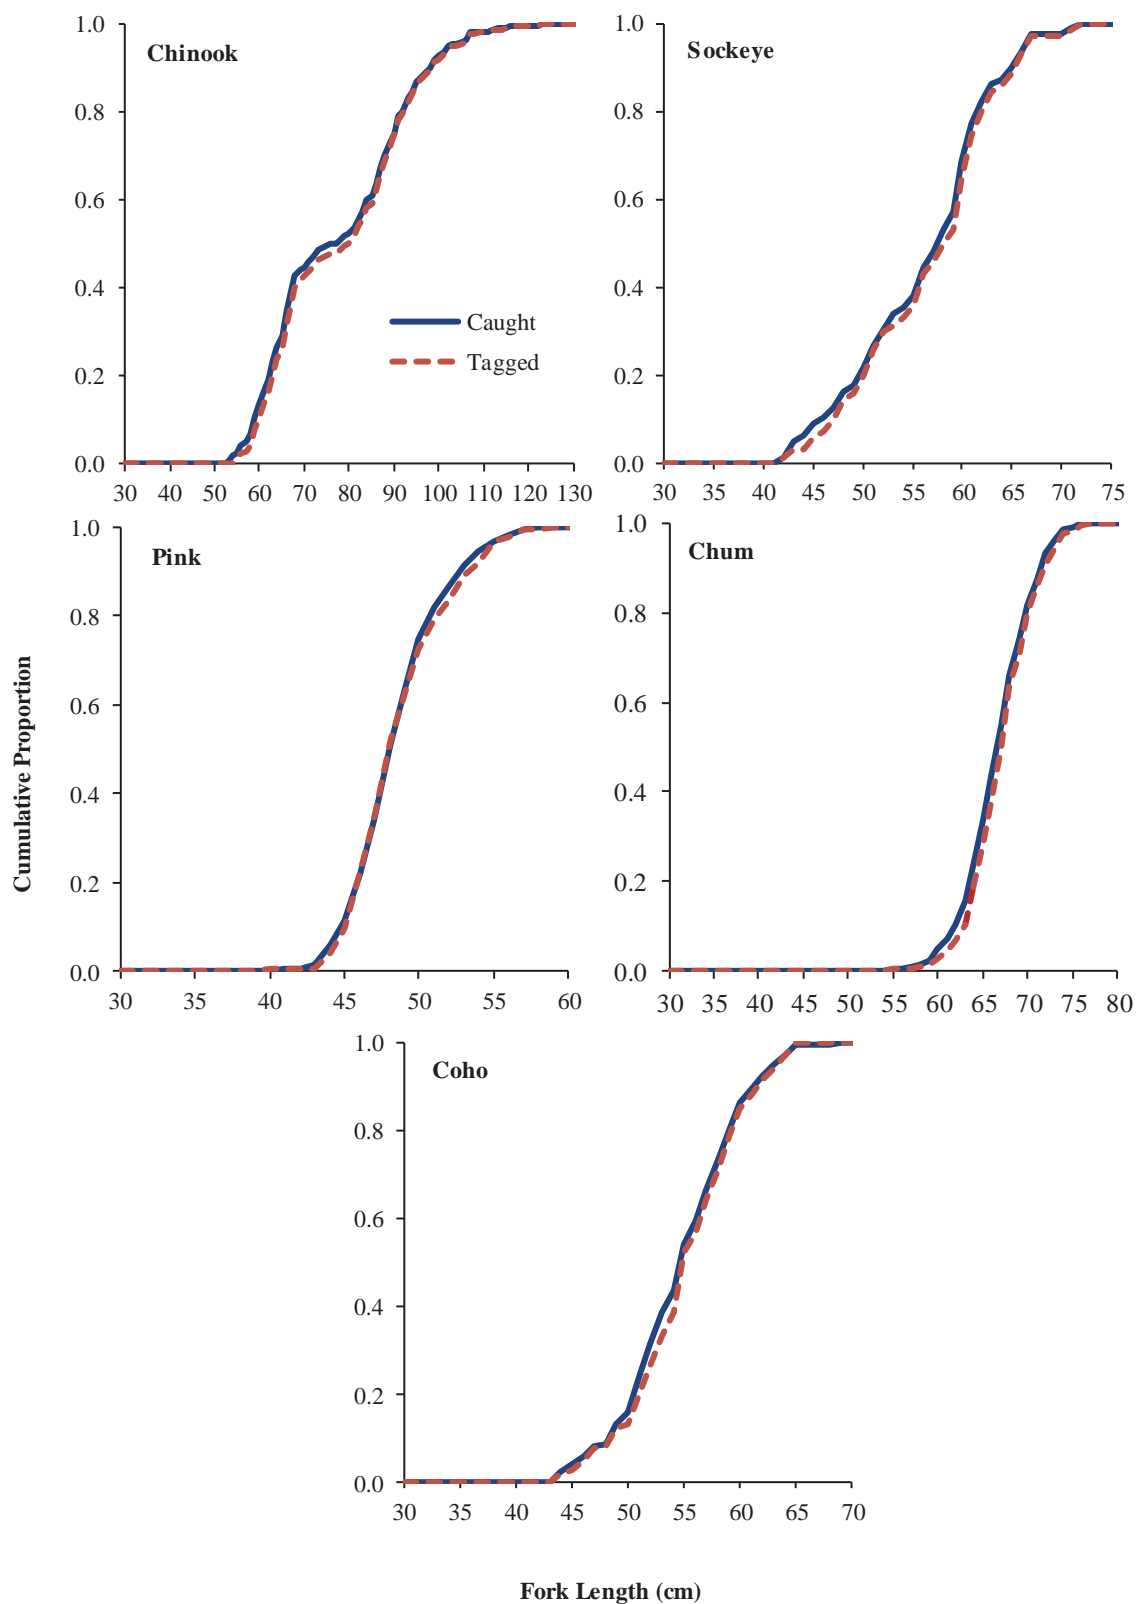 Chinook
1.0
0.8
0.6
0.4
0.2
0.0
30 40 50 60 70 80 90 100 110 120 130
Caught
Tagged
Sockeye
1.0
0.8
0.6
0.4
0.2
0.0
30 35 40 45 50 55 60 65 70 75
Cumulative Proportion
Pink
1.0
0.8
0.6
0.4
0.2
0.0
30 35 40 45 50 55 60
Chum
1.0
0.8
0.6
0.4
0.2
0.0
30 35 40 45 50 55 60 65 70 75 80
Coho
1.0
0.8
0.6
0.4
0.2
0.0
30 35 40 45 50 55 60 65 70
Fork Length (cm)